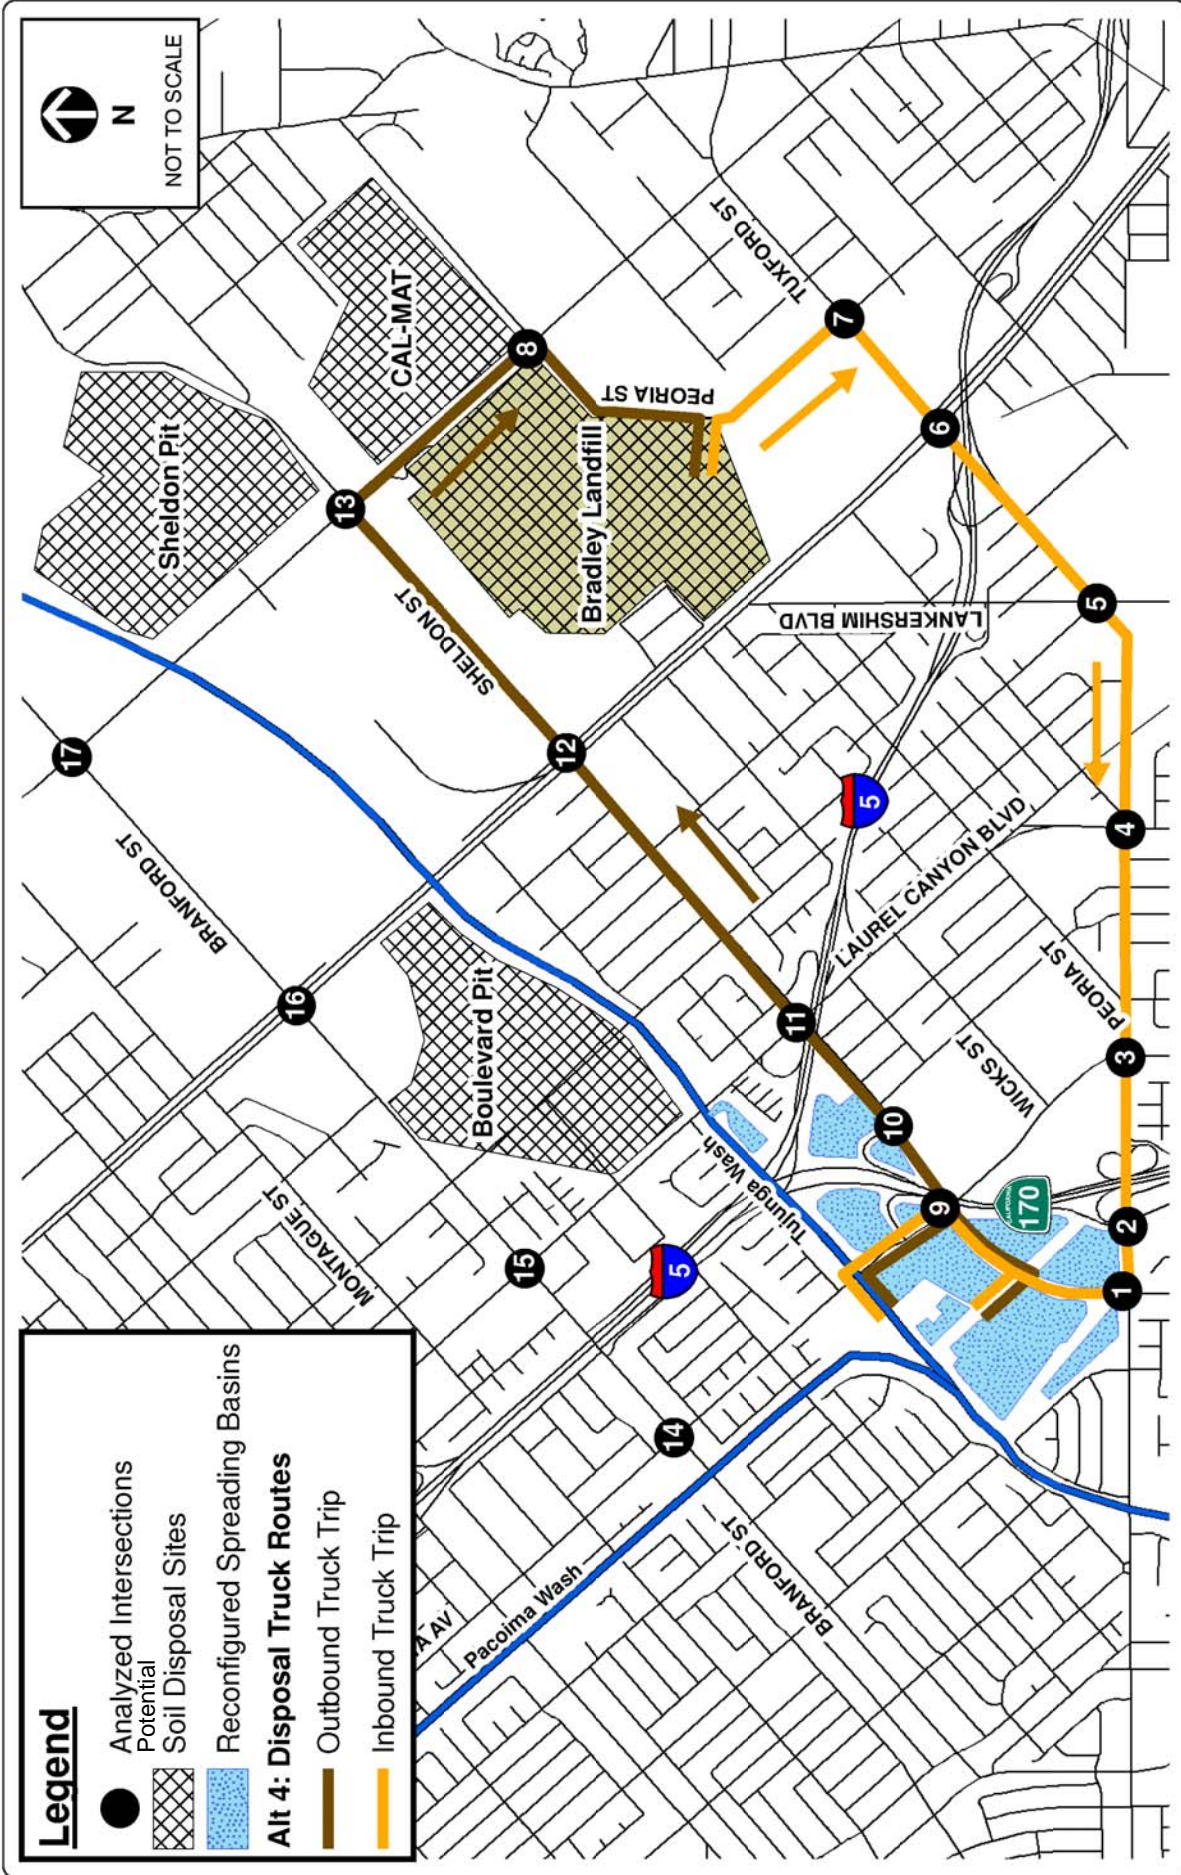 Legend
Analyzed Intersections
Potential
Soil Disposal Sites
Reconfigured Spreading Basins
Alt 4: Disposal Truck Routes
Outbound Truck Trip
Inbound Truck Trip
N
NOT TO SCALE
Sheldon Pit
CAL-MAT
Bradley Landfill
Boulevard Pit
BRANFORD ST
SHELDON ST
PEORIA ST
TUXFORD ST
LANKERSHIM BLVD
LAUREL CANYON BLVD
PEORIA ST
WICKS ST
MONTAGUE ST
Tujunga Wash
Pacoima Wash
BRANFORD ST
A AV
5
5
CALIFORNIA
170
1
2
3
4
5
6
7
8
9
10
11
12
13
14
15
16
17